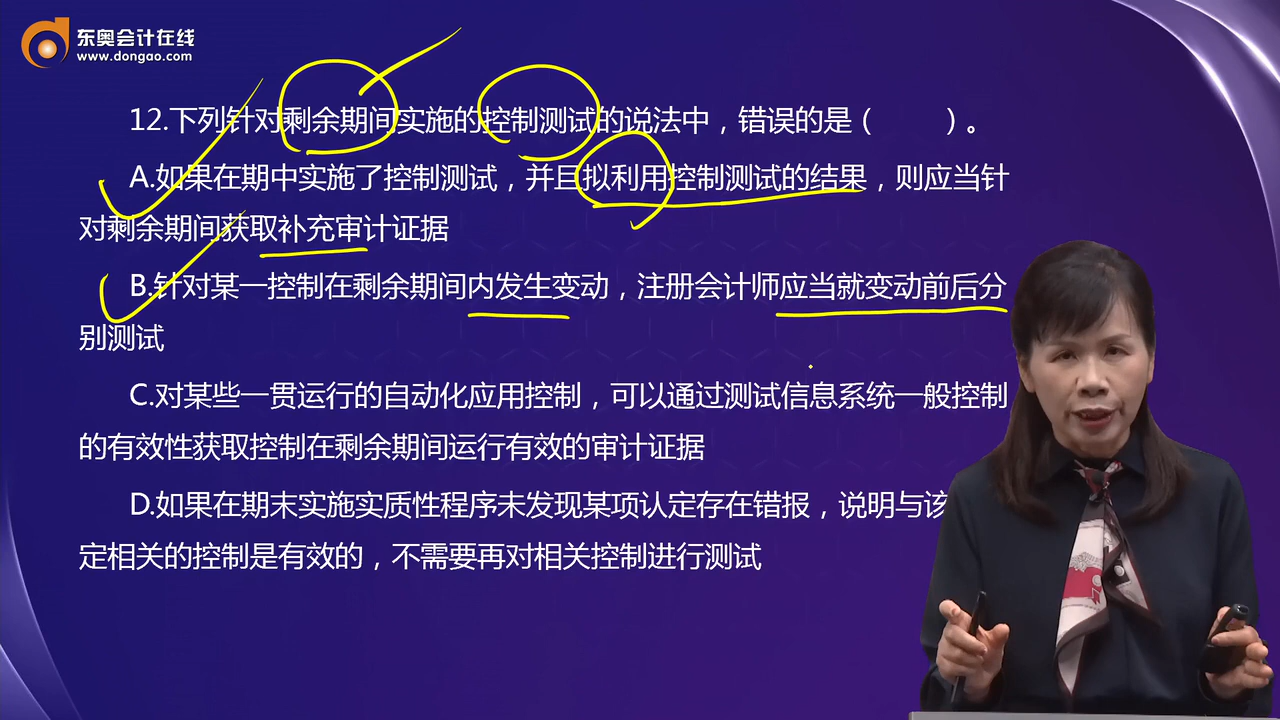 东奥会计在线
www.dongao.com
12.下列针对剩余期间实施的控制测试的说法中，错误的是（　　）。
A.如果在期中实施了控制测试，并且拟利用控制测试的结果，则应当针
对剩余期间获取补充审计证据
B.针对某一控制在剩余期间内发生变动，注册会计师应当就变动前后分
别测试
C.对某些一贯运行的自动化应用控制，可以通过测试信息系统一般控制
的有效性获取控制在剩余期间运行有效的审计证据
D.如果在期末实施实质性程序未发现某项认定存在错报，说明与该
定相关的控制是有效的，不需要再对相关控制进行测试